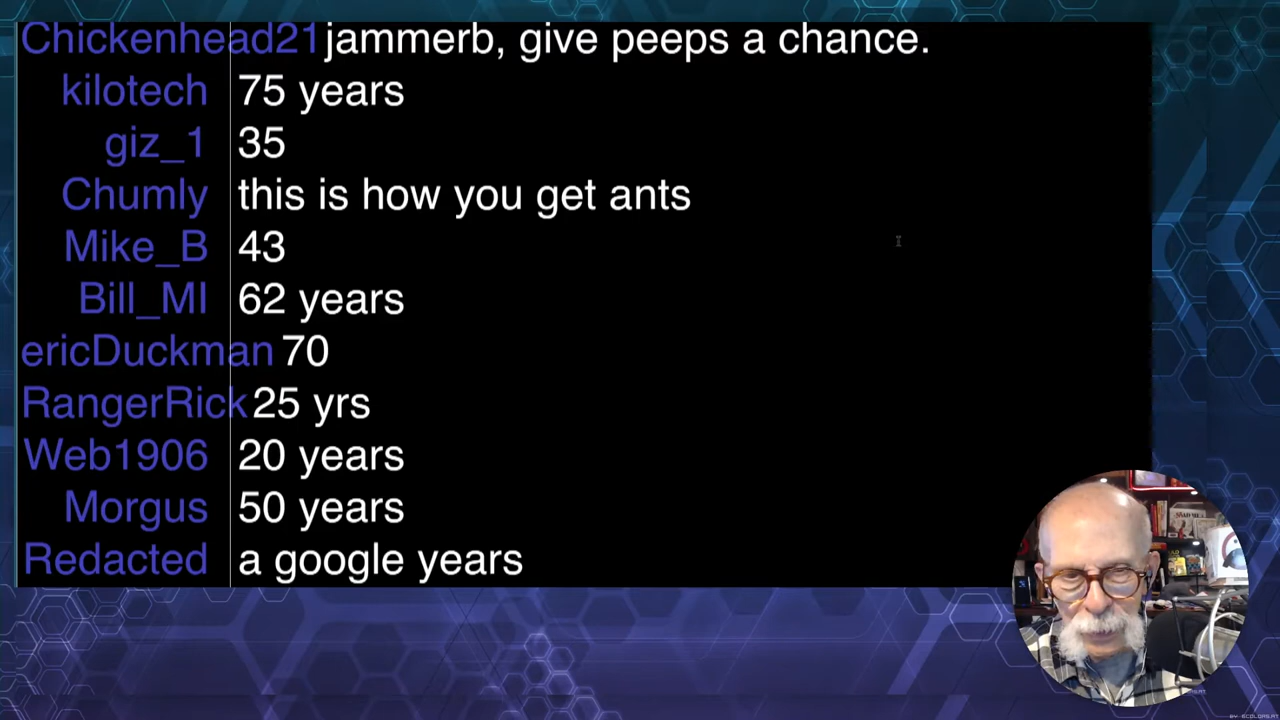 Chickenhead21 jammerb, give peeps a chance.
kilotech 75 years
giz_1 35
Chumly this is how you get ants
Mike_B 43
Bill_MI 62 years
ericDuckman 70
RangerRick 25 yrs
Web1906 20 years
Morgus 50 years
Redacted a google years